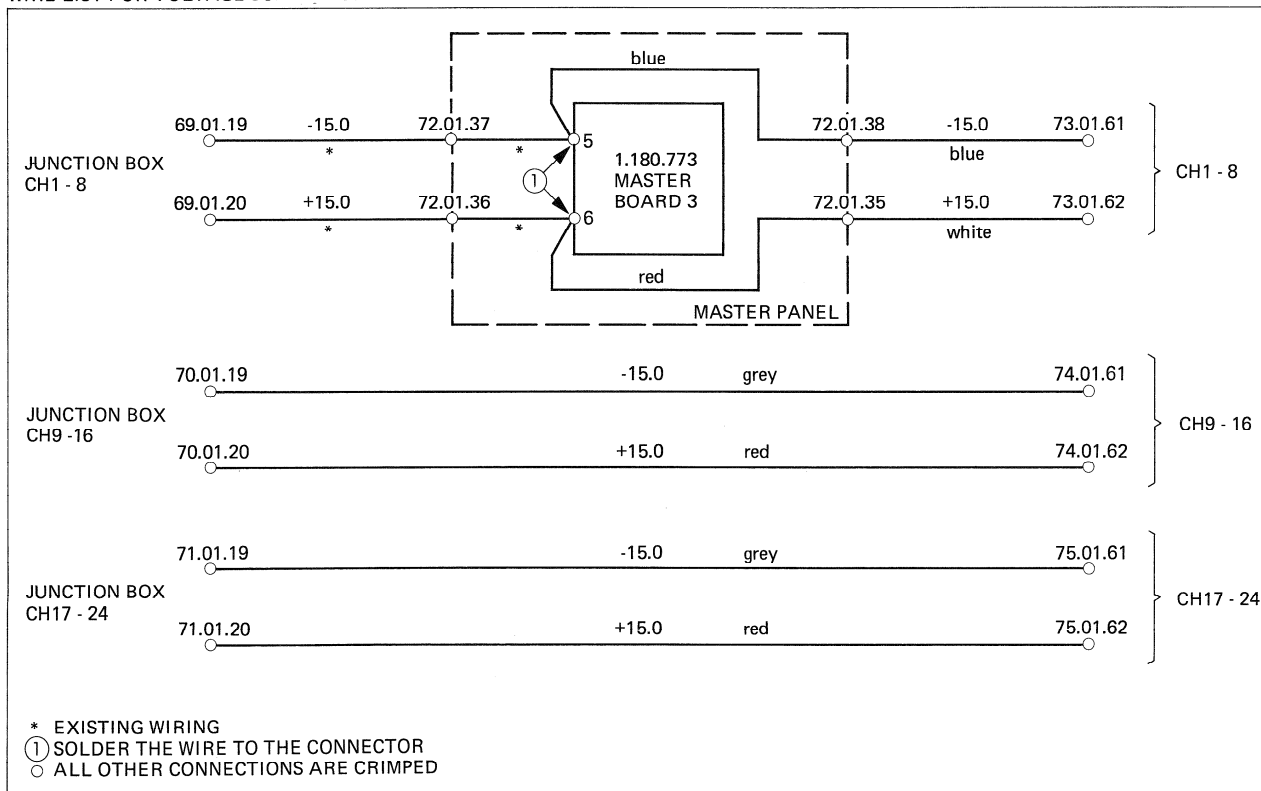 blue
69.01.19 -15.0 72.01.37 72.01.38 -15.0 73.01.61
* * 5 blue
JUNCTION BOX
CH1 - 8
1.180.773
MASTER
BOARD 3
1
CH1 - 8
69.01.20 +15.0 72.01.36 72.01.35 +15.0 73.01.62
* * 6 white
red
MASTER PANEL
70.01.19 -15.0 grey 74.01.61
JUNCTION BOX
CH9 -16
CH9 - 16
70.01.20 +15.0 red 74.01.62
71.01.19 -15.0 grey 75.01.61
JUNCTION BOX
CH17 - 24
CH17 - 24
71.01.20 +15.0 red 75.01.62
* EXISTING WIRING
1 SOLDER THE WIRE TO THE CONNECTOR
○ ALL OTHER CONNECTIONS ARE CRIMPED